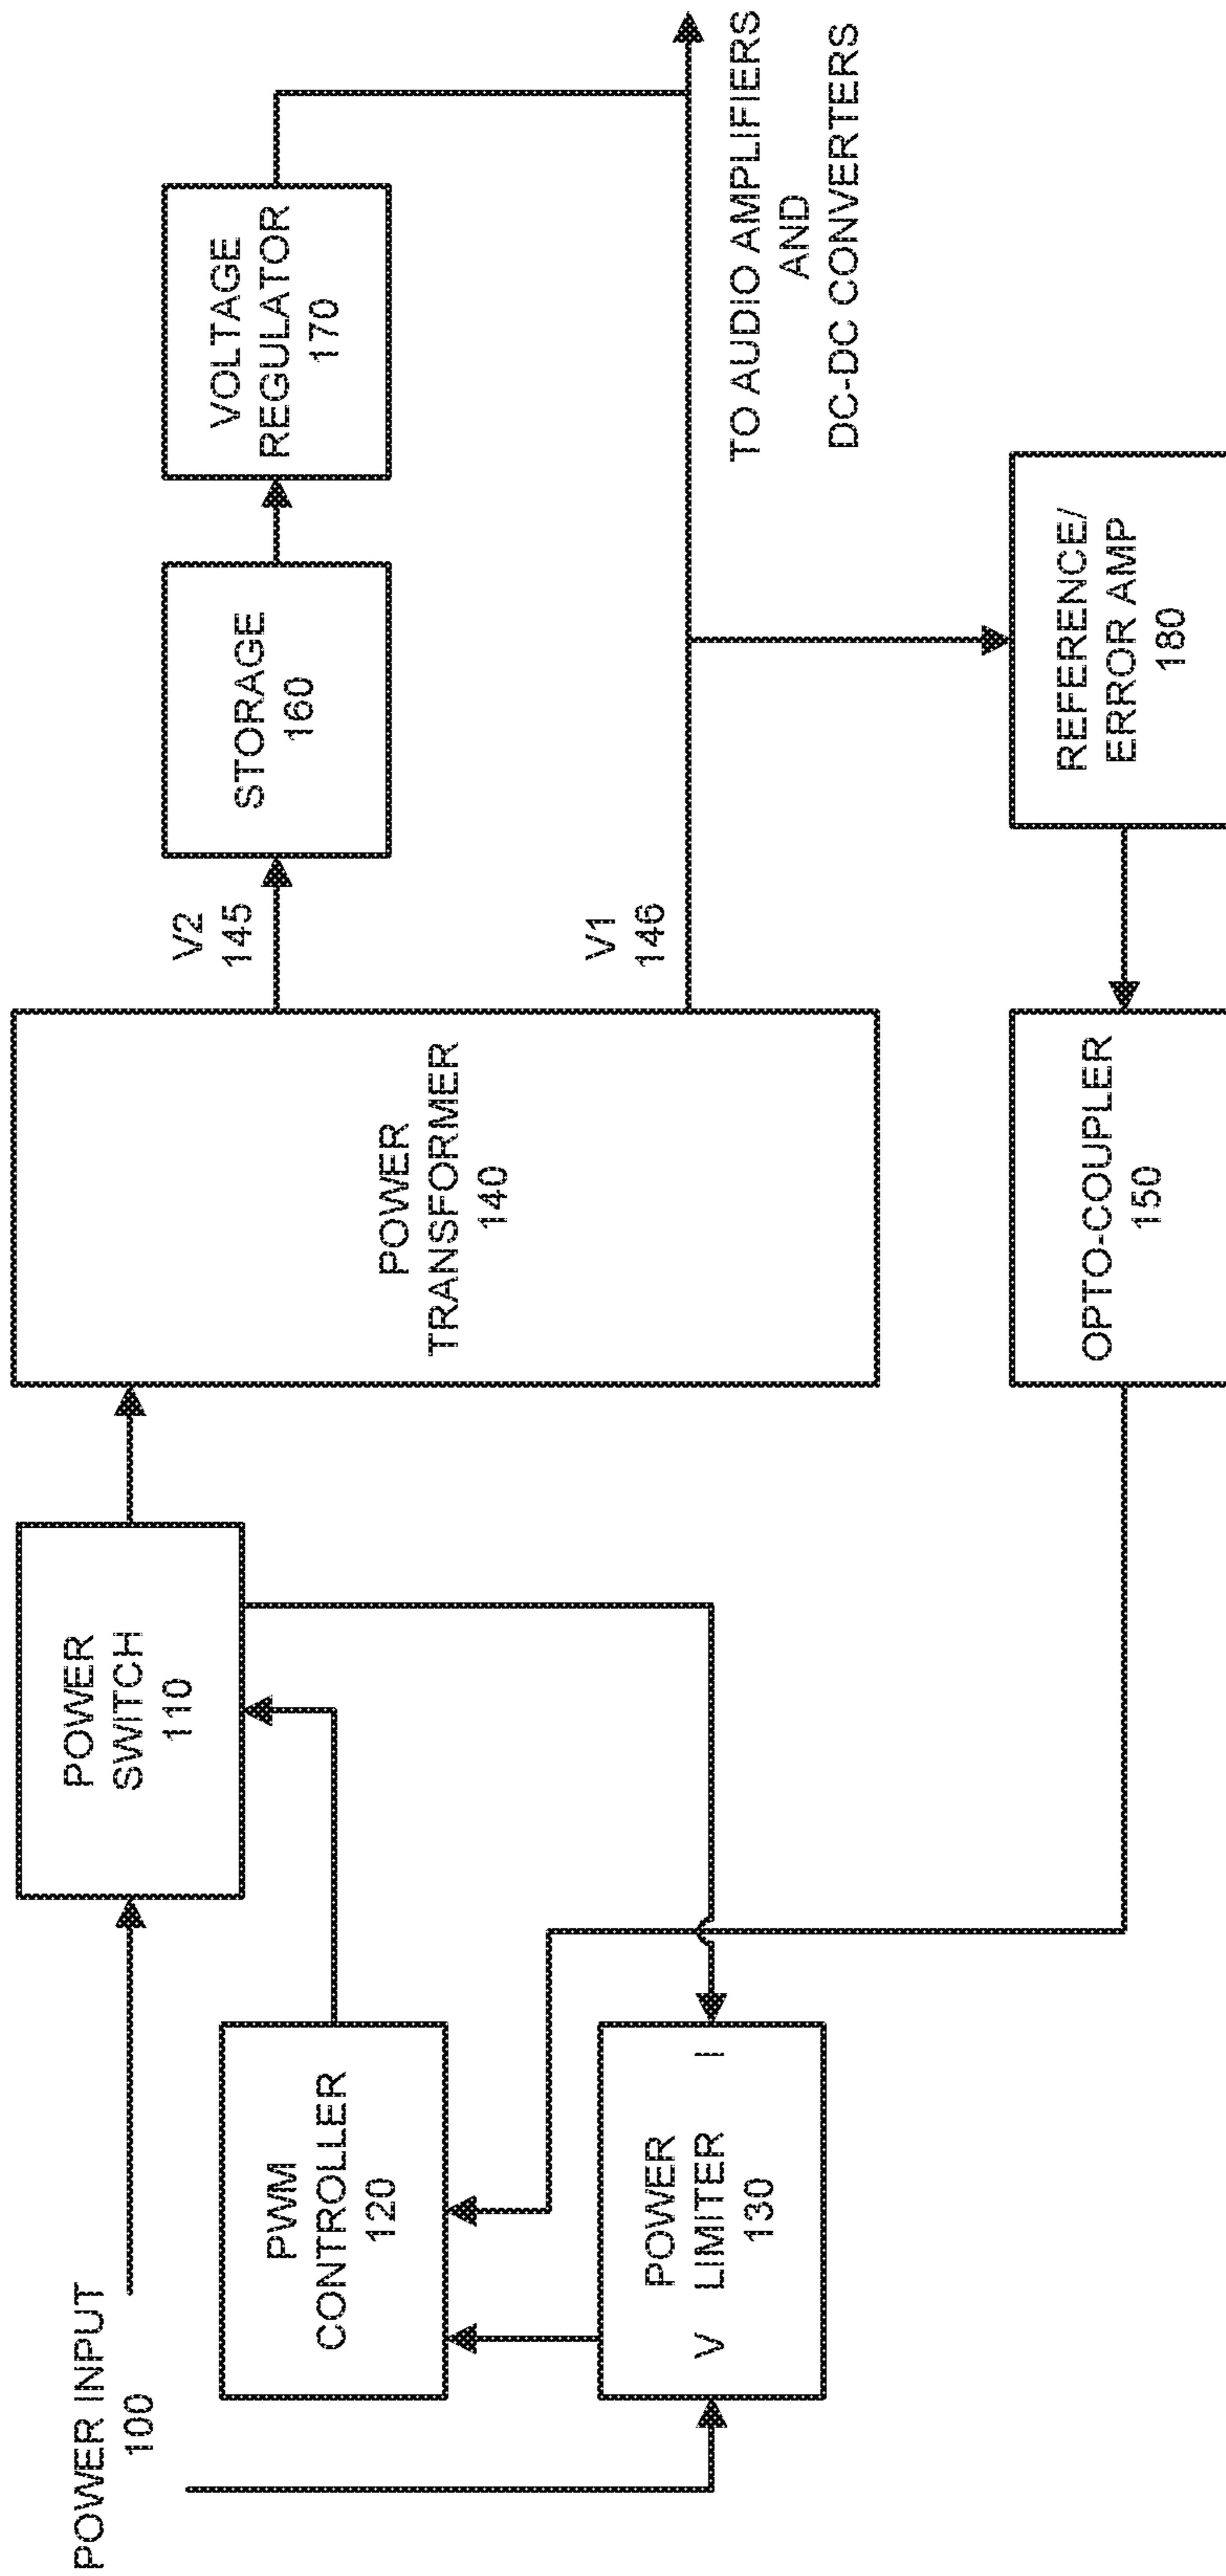 POWER INPUT
100
POWER
SWITCH
110
PWM
CONTROLLER
120
POWER
V LIMITER I
130
POWER
TRANSFORMER
140
V2
145
V1
146
STORAGE
160
VOLTAGE
REGULATOR
170
TO AUDIO AMPLIFIERS
AND
DC-DC CONVERTERS
OPTO-COUPLER
150
REFERENCE/
ERROR AMP
180